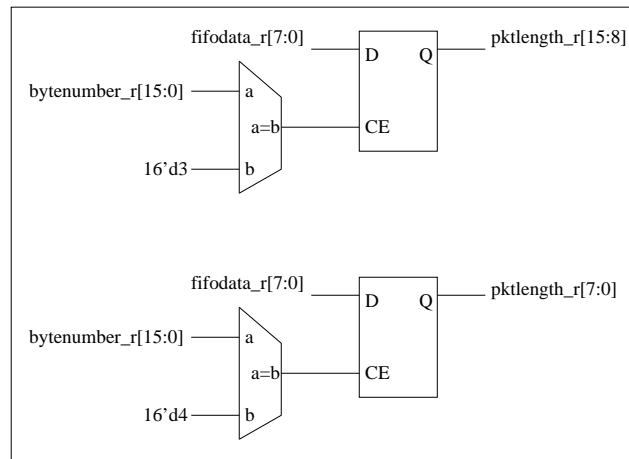 fifodata_r[7:0]
pktlength_r[15:8]
D
Q
bytenumber_r[15:0]
a
a=b
CE
16’d3
b
fifodata_r[7:0]
pktlength_r[7:0]
D
Q
bytenumber_r[15:0]
a
a=b
CE
16’d4
b